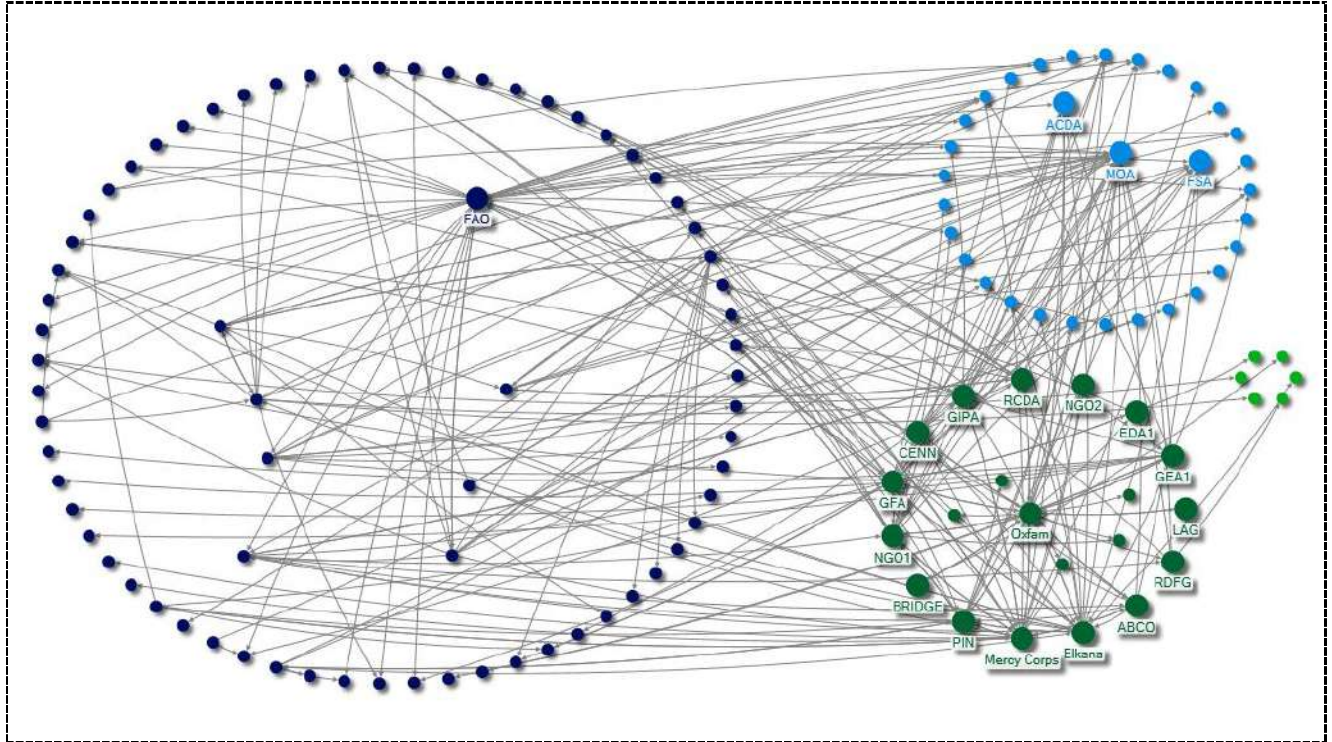 ACDA
MOA
FSA
FAO
RCDA
NGO2
GIPA
EDA1
CENN
GEA1
GFA
LAG
Oxfam
NGO1
RDFG
BRIDGE
ABCO
PIN
Mercy Corps
Elkana